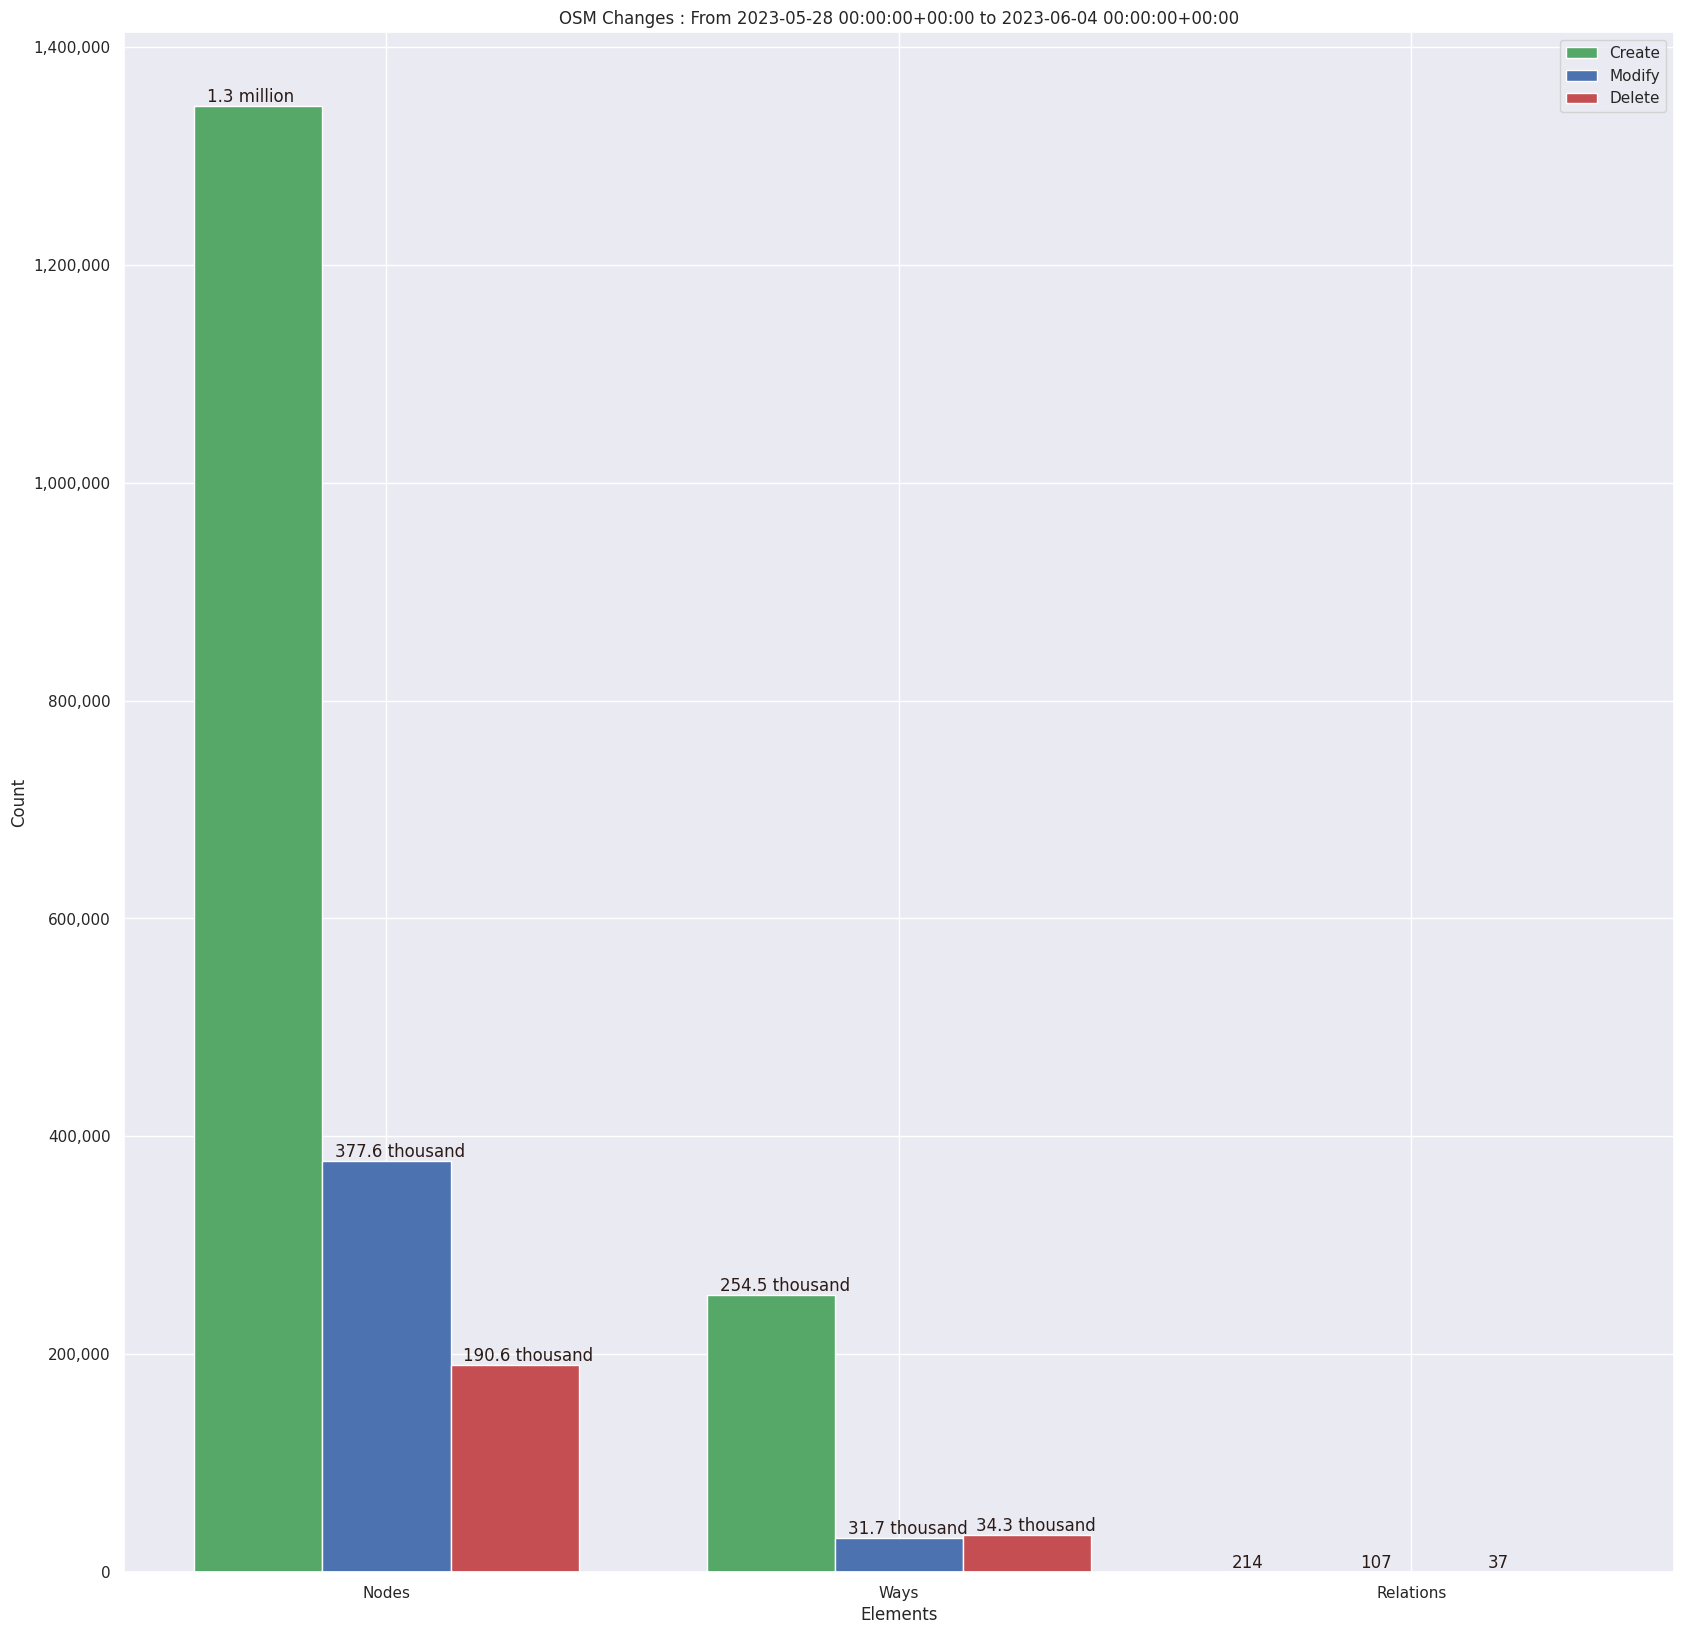 OSM Changes : From 2023-05-28 00:00:00+00:00 to 2023-06-04 00:00:00+00:00
1,400,000
1,200,000
1,000,000
800,000
600,000
400,000
200,000
0
Count
1.3 million
377.6 thousand
190.6 thousand
254.5 thousand
31.7 thousand
34.3 thousand
214
107
37
Create
Modify
Delete
Nodes
Ways
Relations
Elements